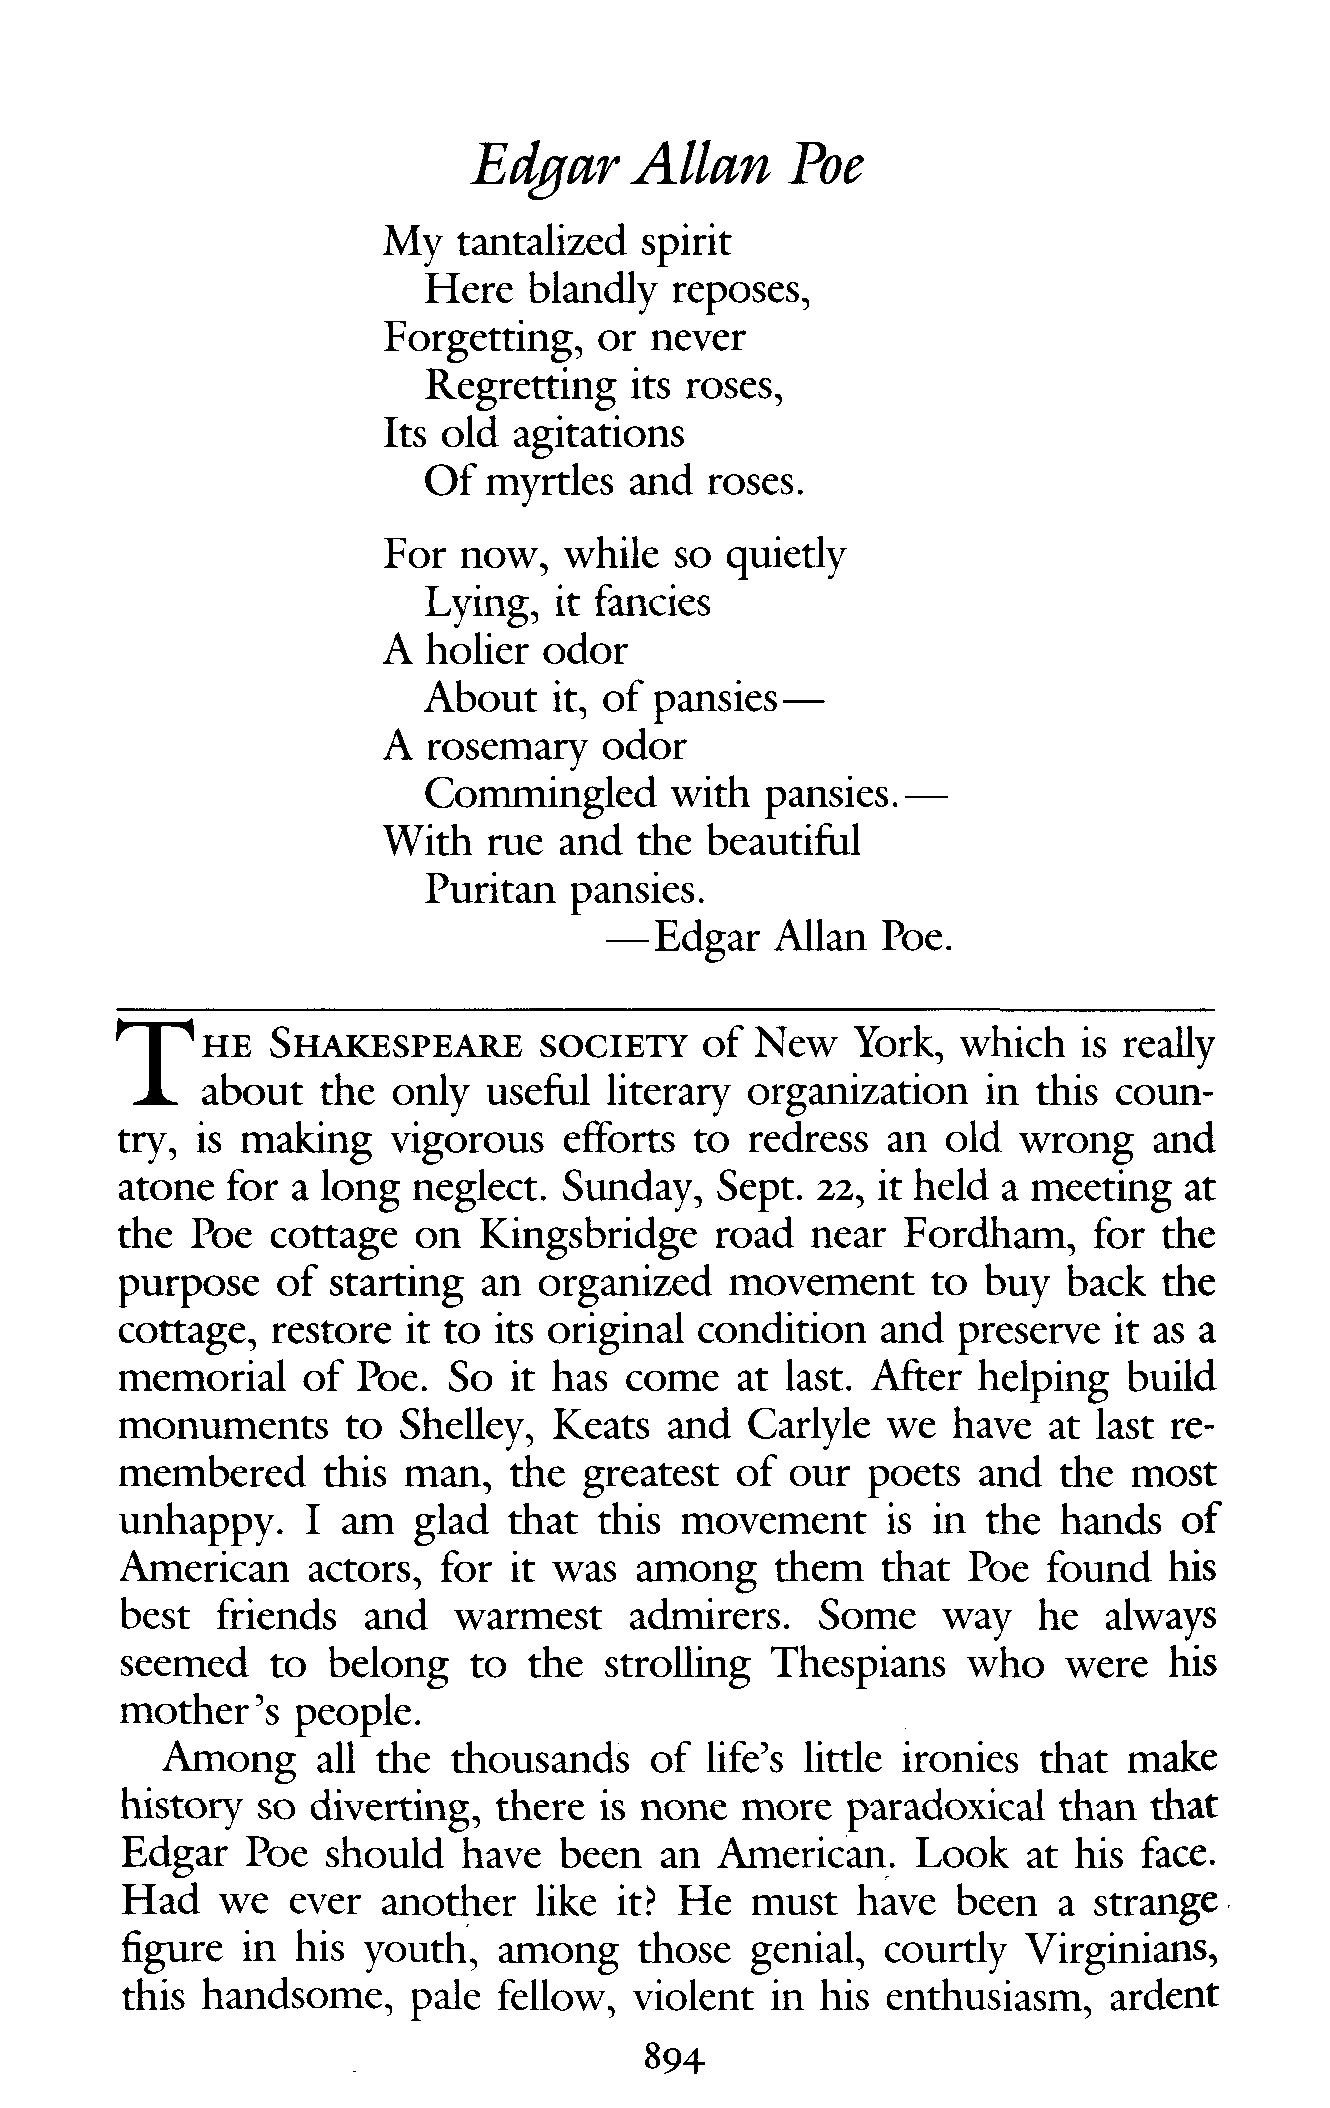 Edgar Allan Poe
My tantalized spirit
Here blandly reposes,
Forgetting, or never
Regretting its roses,
Its old agitations
Of myrtles and roses.
For now, while so quietly
Lying, it fancies
A holier odor
About it, of pansies—
A rosemary odor
Commingled with pansies.—
With rue and the beautiful
Puritan pansies.
—Edgar Allan Poe.
THE SHAKESPEARE SOCIETY of New York, which is really
about the only useful literary organization in this coun-
try, is making vigorous efforts to redress an old wrong and
atone for a long neglect. Sunday, Sept. 22, it held a meeting at
the Poe cottage on Kingsbridge road near Fordham, for the
purpose of starting an organized movement to buy back the
cottage, restore it to its original condition and preserve it as a
memorial of Poe. So it has come at last. After helping build
monuments to Shelley, Keats and Carlyle we have at last re-
membered this man, the greatest of our poets and the most
unhappy. I am glad that this movement is in the hands of
American actors, for it was among them that Poe found his
best friends and warmest admirers. Some way he always
seemed to belong to the strolling Thespians who were his
mother's people.
Among all the thousands of life's little ironies that make
history so diverting, there is none more paradoxical than that
Edgar Poe should have been an American. Look at his face.
Had we ever another like it? He must have been a strange
figure in his youth, among those genial, courtly Virginians,
this handsome, pale fellow, violent in his enthusiasm, ardent
894